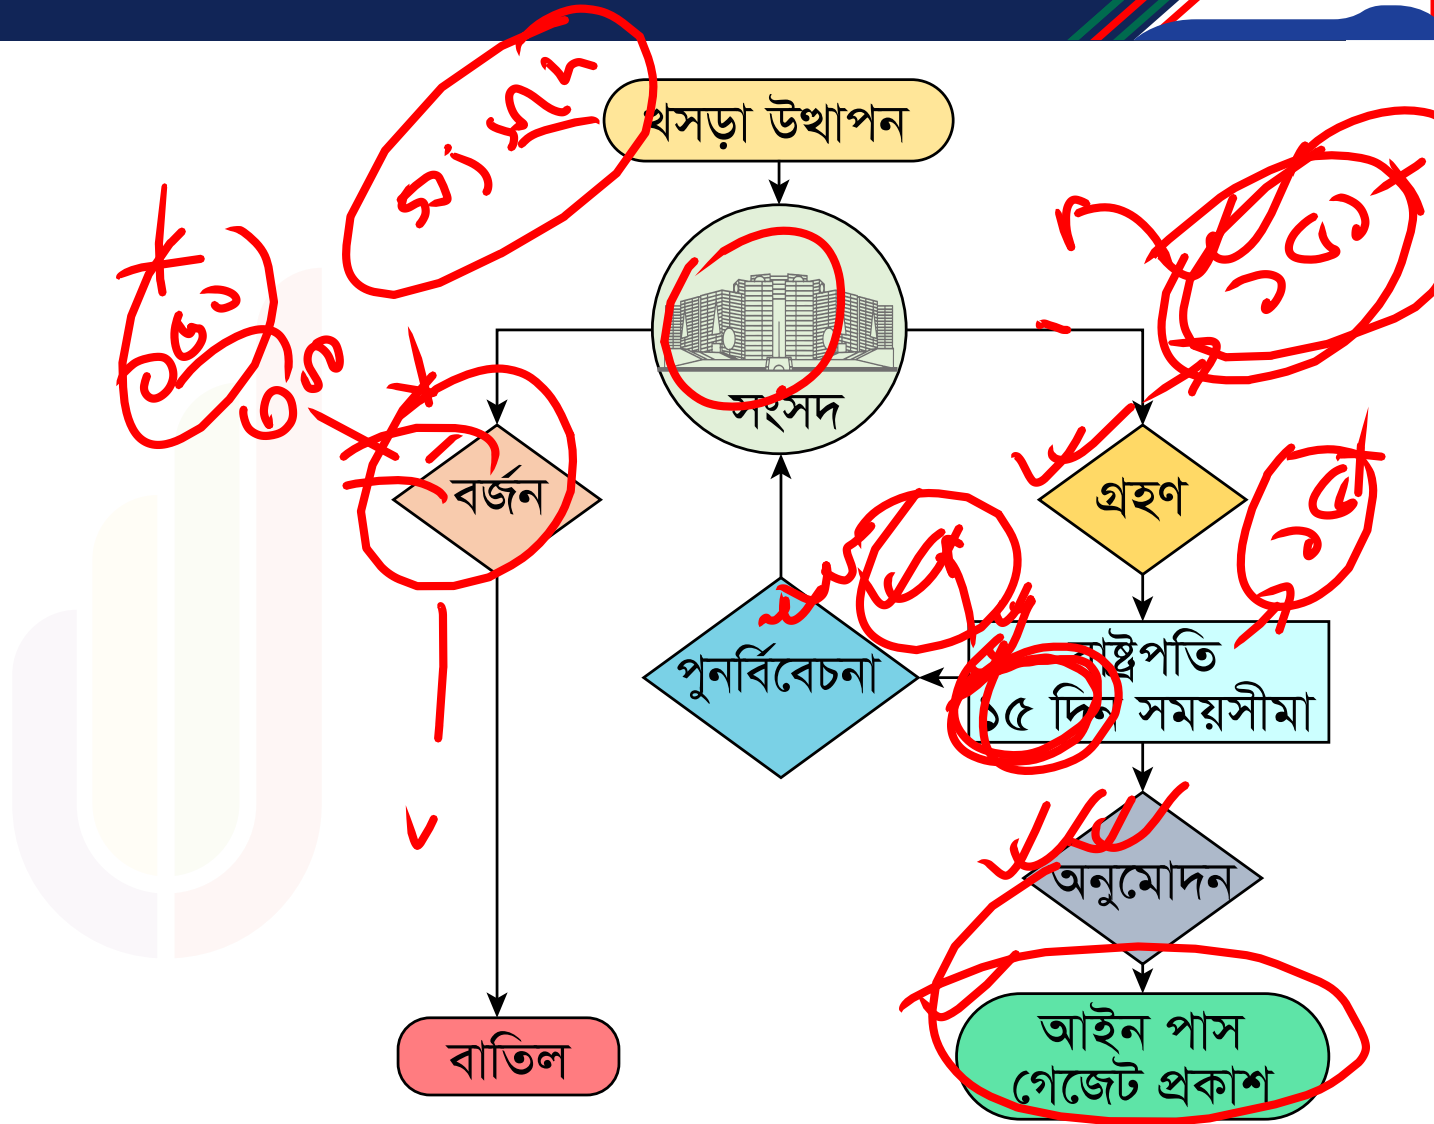 খসড়া উত্থাপন
সংসদ
বর্জন
গ্রহণ
পুনর্বিবেচনা
রাষ্ট্রপতি
১৫ দিন সময়সীমা
অনুমোদন
আইন পাস
গেজেট প্রকাশ
বাতিল